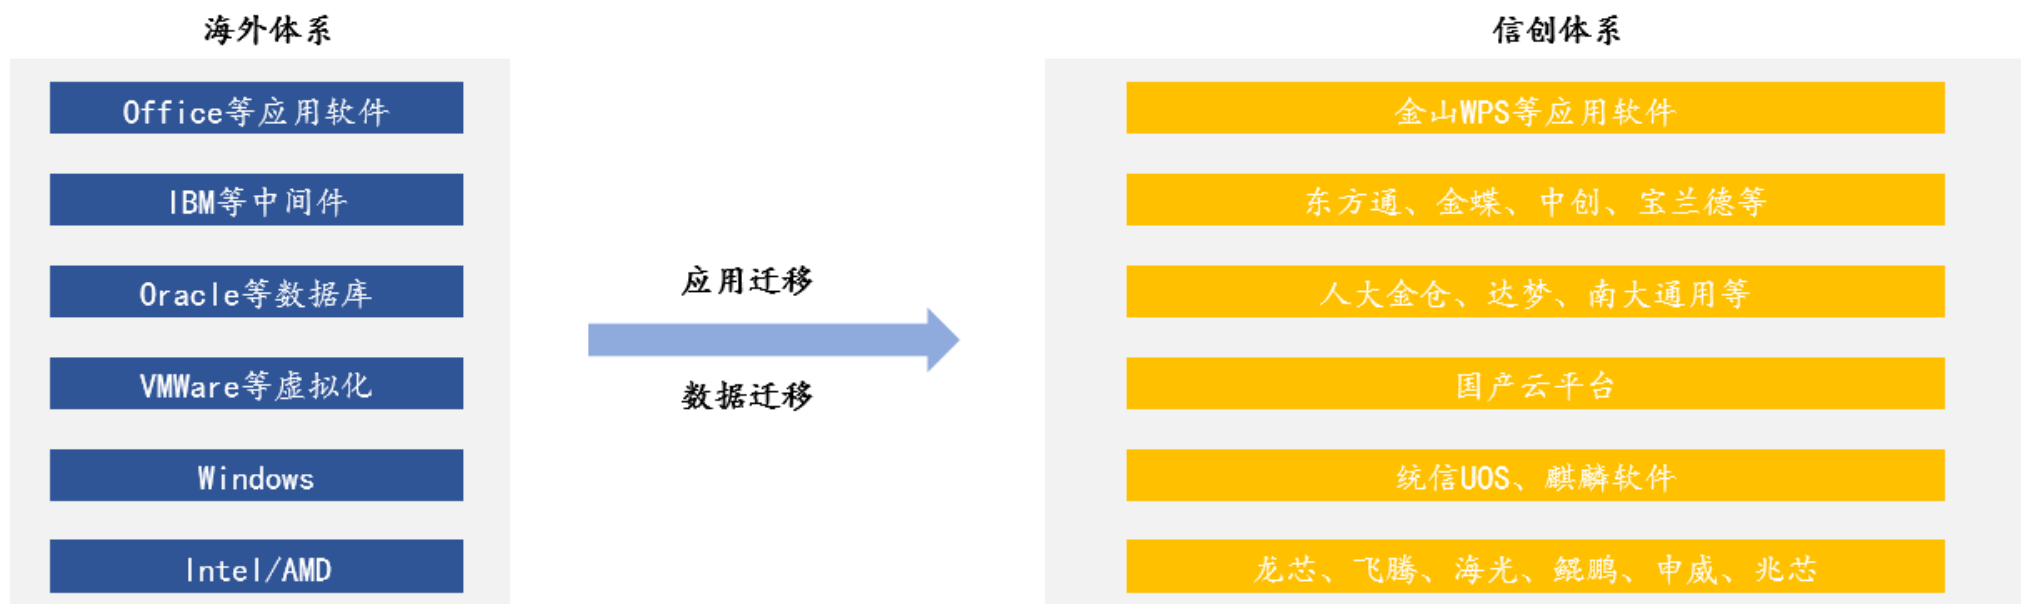 海外体系
信创体系
Office等应用软件
金山WPS等应用软件
IBM等中间件
东方通、金蝶、中创、宝兰德等
应用迁移
Oracle等数据库
人大金仓、达梦、南大通用等
数据迁移
VMWare等虚拟化
国产云平台
Windows
统信UOS、麒麟软件
Intel/AMD
龙芯、飞腾、海光、鲲鹏、申威、兆芯